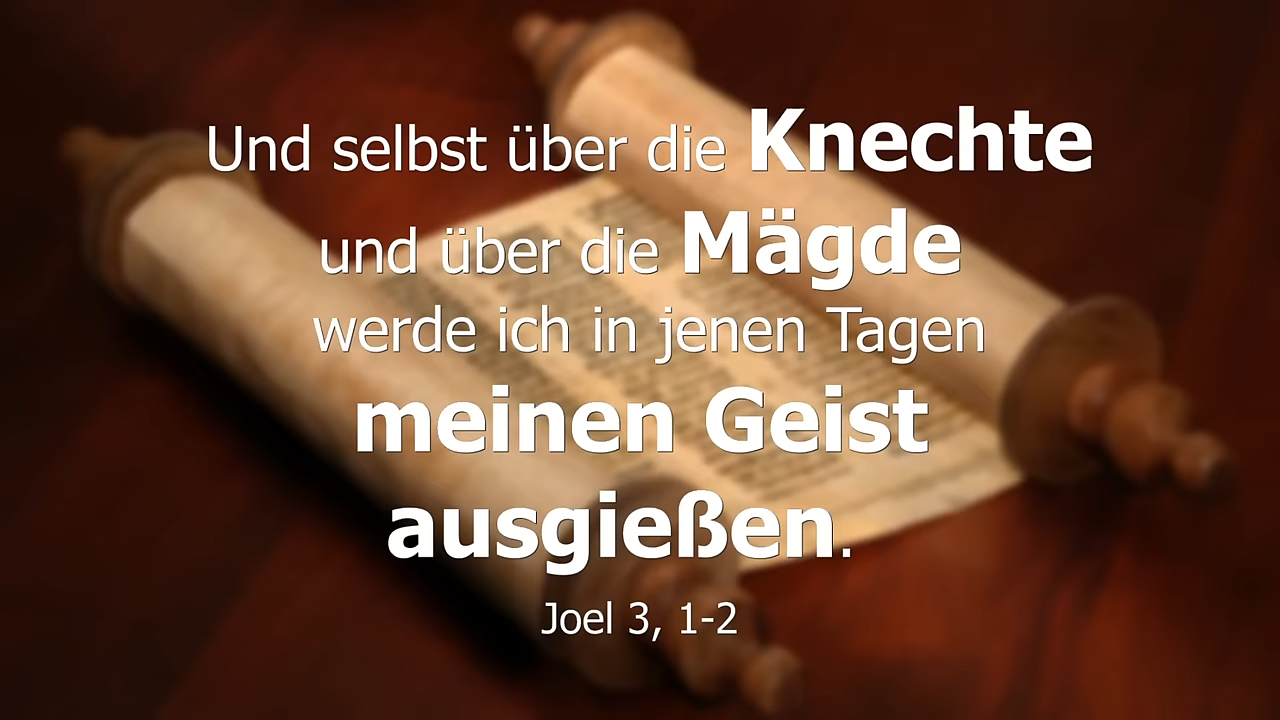 Und selbst über die Knechte
und über die Mägde
werde ich in jenen Tagen
meinen Geist
ausgießen.
Joel 3, 1-2